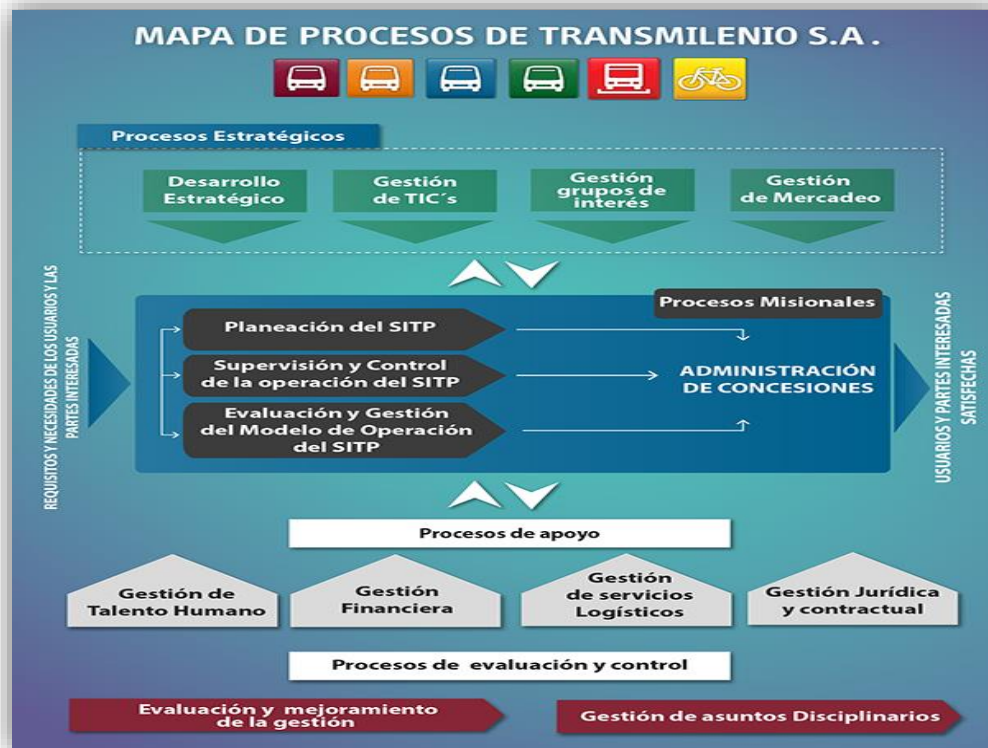 MAPA DE PROCESOS DE TRANSMILENIO S.A .
Procesos Estratégicos
Desarrollo
Estratégico
Gestión
de TIC´s
Gestión
grupos de
interés
Gestión
de Mercadeo
REQUISITOS Y NECESIDADES DE LOS USUARIOS Y LAS
PARTES INTERESADAS
Procesos Misionales
Planeación del SITP
Supervisión y Control
de la operación del SITP
Evaluación y Gestión
del Modelo de Operación
del SITP
ADMINISTRACIÓN
DE CONCESIONES
USUARIOS Y PARTES INTERESADAS
SATISFECHAS
Procesos de apoyo
Gestión de
Talento Humano
Gestión
Financiera
Gestión
de servicios
Logísticos
Gestión Jurídica
y contractual
Procesos de evaluación y control
Evaluación y mejoramiento
de la gestión
Gestión de asuntos Disciplinarios